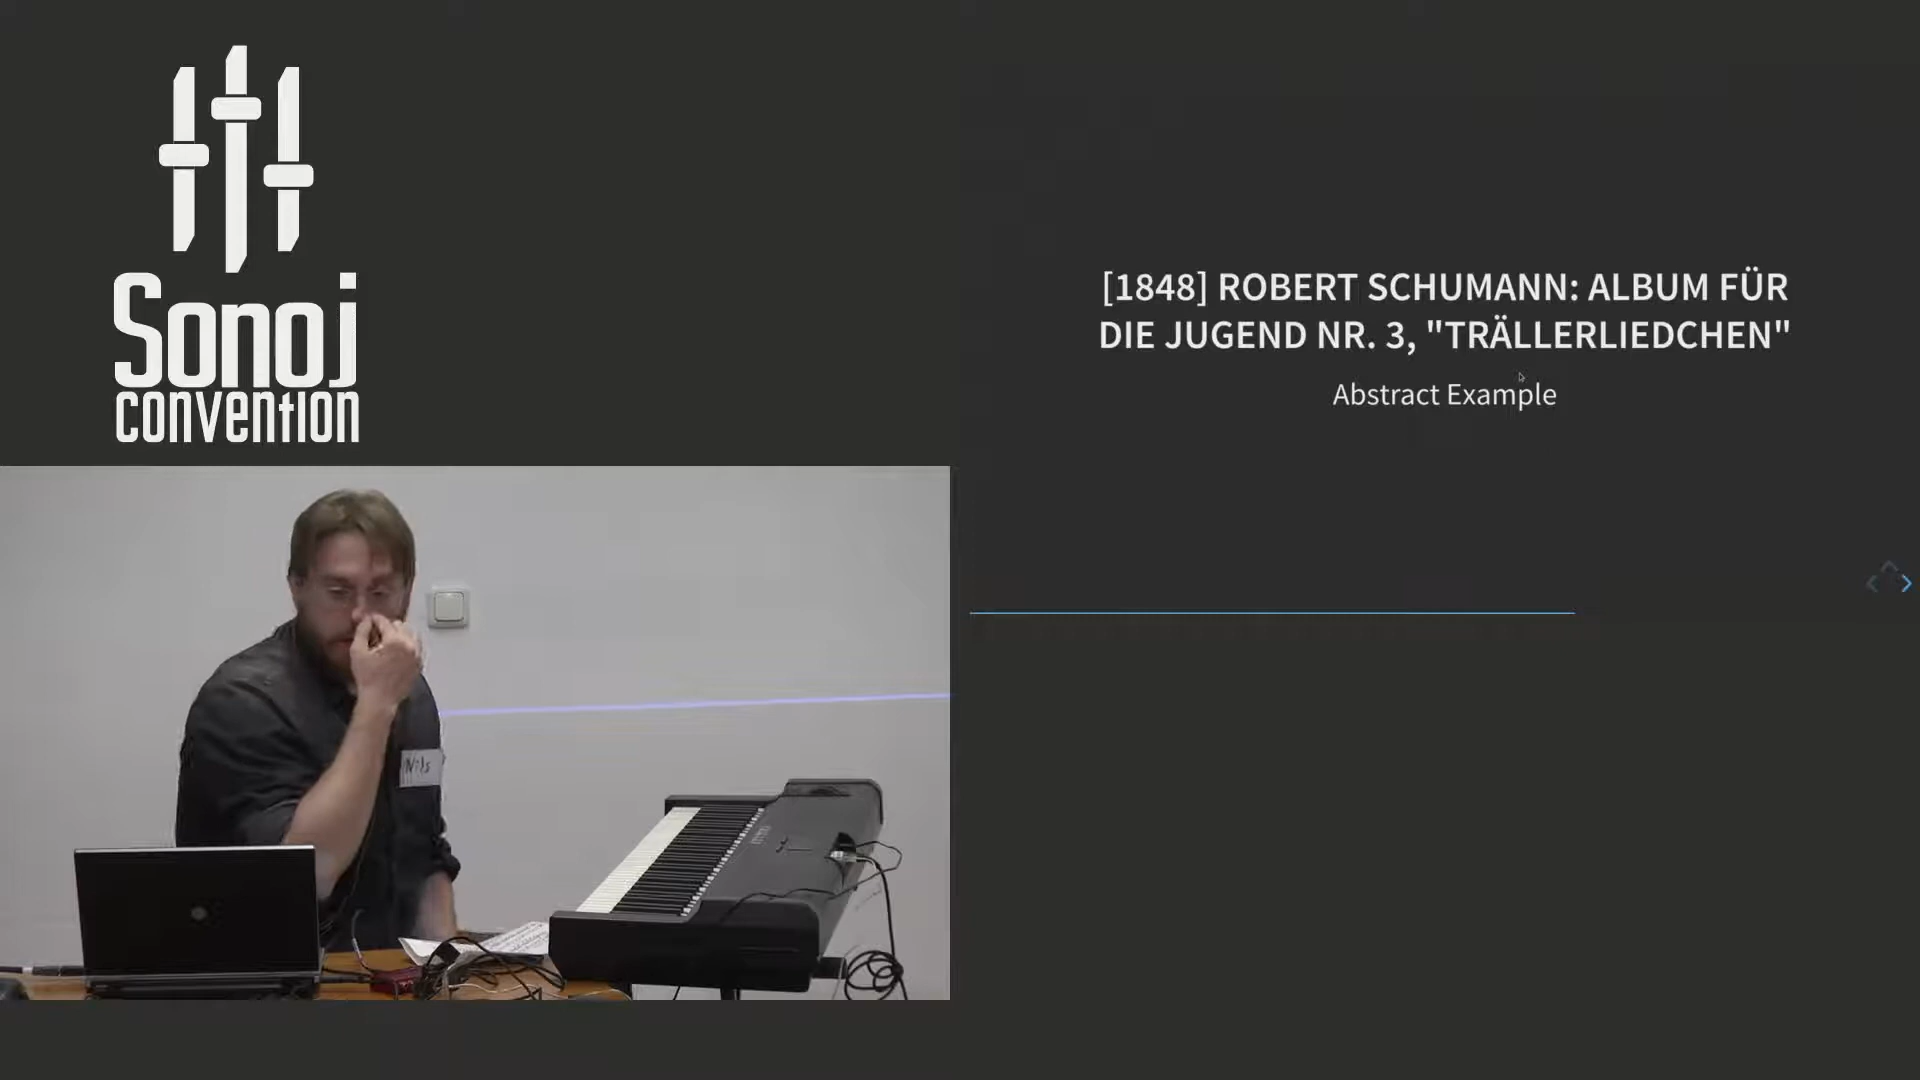 Sonoj
convention
[1848] ROBERT SCHUMANN: ALBUM FÜR
DIE JUGEND NR. 3, "TRÄLLERLIEDCHEN"
Abstract Example
Nils